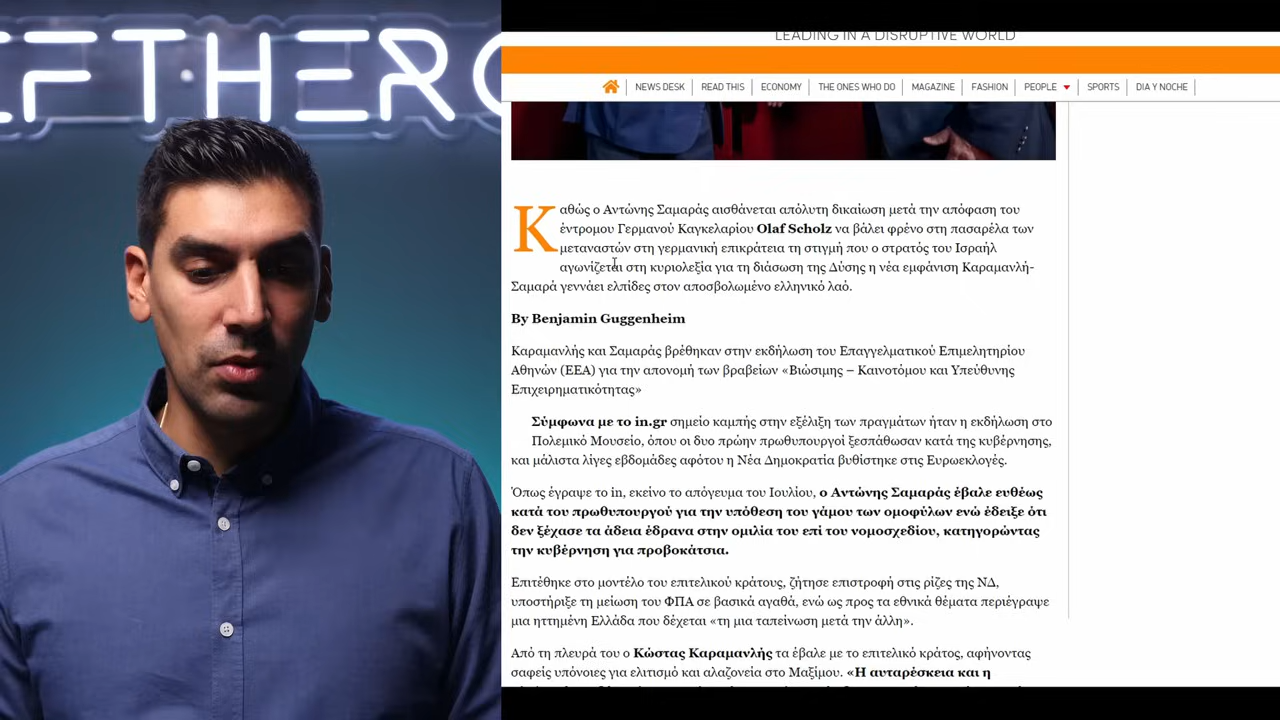 EFTHERO
LEADING IN A DISRUPTIVE WORLD
NEWS DESK
READ THIS
ECONOMY
THE ONES WHO DO
MAGAZINE
FASHION
PEOPLE
SPORTS
DIA Y NOCHE
Καθώς ο Αντώνης Σαμαράς αισθάνεται απόλυτη δικαίωση μετά την απόφαση του
έντρομου Γερμανού Καγκελαρίου Olaf Scholz να βάλει φρένο στη πασαρέλα των
μεταναστών στη γερμανική επικράτεια τη στιγμή που ο στρατός του Ισραήλ
αγωνίζεται στη κυριολεξία για τη διάσωση της Δύσης η νέα εμφάνιση Καραμανλή-
Σαμαρά γεννάει ελπίδες στον αποσβολωμένο ελληνικό λαό.
By Benjamin Guggenheim
Καραμανλής και Σαμαράς βρέθηκαν στην εκδήλωση του Επαγγελματικού Επιμελητηρίου
Αθηνών (ΕΕΑ) για την απονομή των βραβείων «Βιώσιμης – Καινοτόμου και Υπεύθυνης
Επιχειρηματικότητας»
Σύμφωνα με το in.gr σημείο καμπής στην εξέλιξη των πραγμάτων ήταν η εκδήλωση στο
Πολεμικό Μουσείο, όπου οι δυο πρώην πρωθυπουργοί ξεσπάθωσαν κατά της κυβέρνησης,
και μάλιστα λίγες εβδομάδες αφότου η Νέα Δημοκρατία βυθίστηκε στις Ευρωεκλογές.
Όπως έγραψε το in, εκείνο το απόγευμα του Ιουλίου, ο Αντώνης Σαμαράς έβαλε ευθέως
κατά του πρωθυπουργού για την υπόθεση του γάμου των ομοφύλων ενώ έδειξε ότι
δεν ξέχασε τα άδεια έδρανα στην ομιλία του επί του νομοσχεδίου, κατηγορώντας
την κυβέρνηση για προβοκάτσια.
Επιτέθηκε στο μοντέλο του επιτελικού κράτους, ζήτησε επιστροφή στις ρίζες της ΝΔ,
υποστήριξε τη μείωση του ΦΠΑ σε βασικά αγαθά, ενώ ως προς τα εθνικά θέματα περιέγραψε
μια ηττημένη Ελλάδα που δέχεται «τη μια ταπείνωση μετά την άλλη».
Από τη πλευρά του ο Κώστας Καραμανλής τα έβαλε με το επιτελικό κράτος, αφήνοντας
σαφείς υπόνοιες για ελιτισμό και αλαζονεία στο Μαξίμου. «Η αυταρέσκεια και η